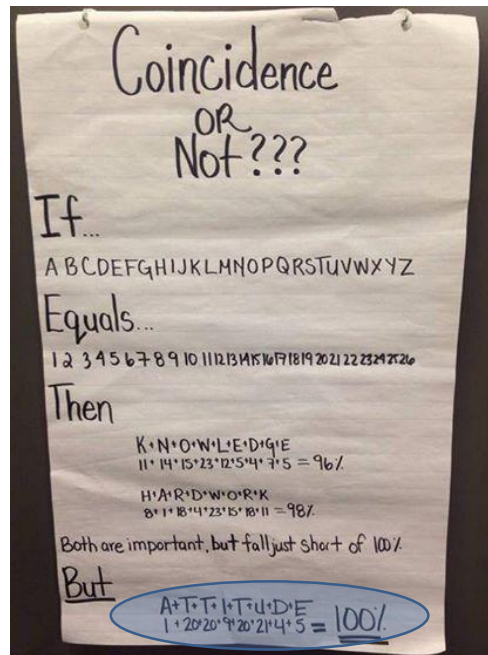 Coincidence
OR
Not???
If...
A B C D E F G H I J K L M N O P Q R S T U V W X Y Z
Equals...
1 2 3 4 5 6 7 8 9 10 11 12 13 14 15 16 17 18 19 20 21 22 23 24 25 26
Then
K+N+O+W+L+E+D+G+E
11+14+15+23+12+5+4+7+5=96%
H+A+R+D+W+O+R+K
8+1+18+4+23+15+18+11=98%
Both are important, but fall just short of 100%
But
A+T+T+I+T+U+D+E
1+20+20+9+20+21+4+5=100%